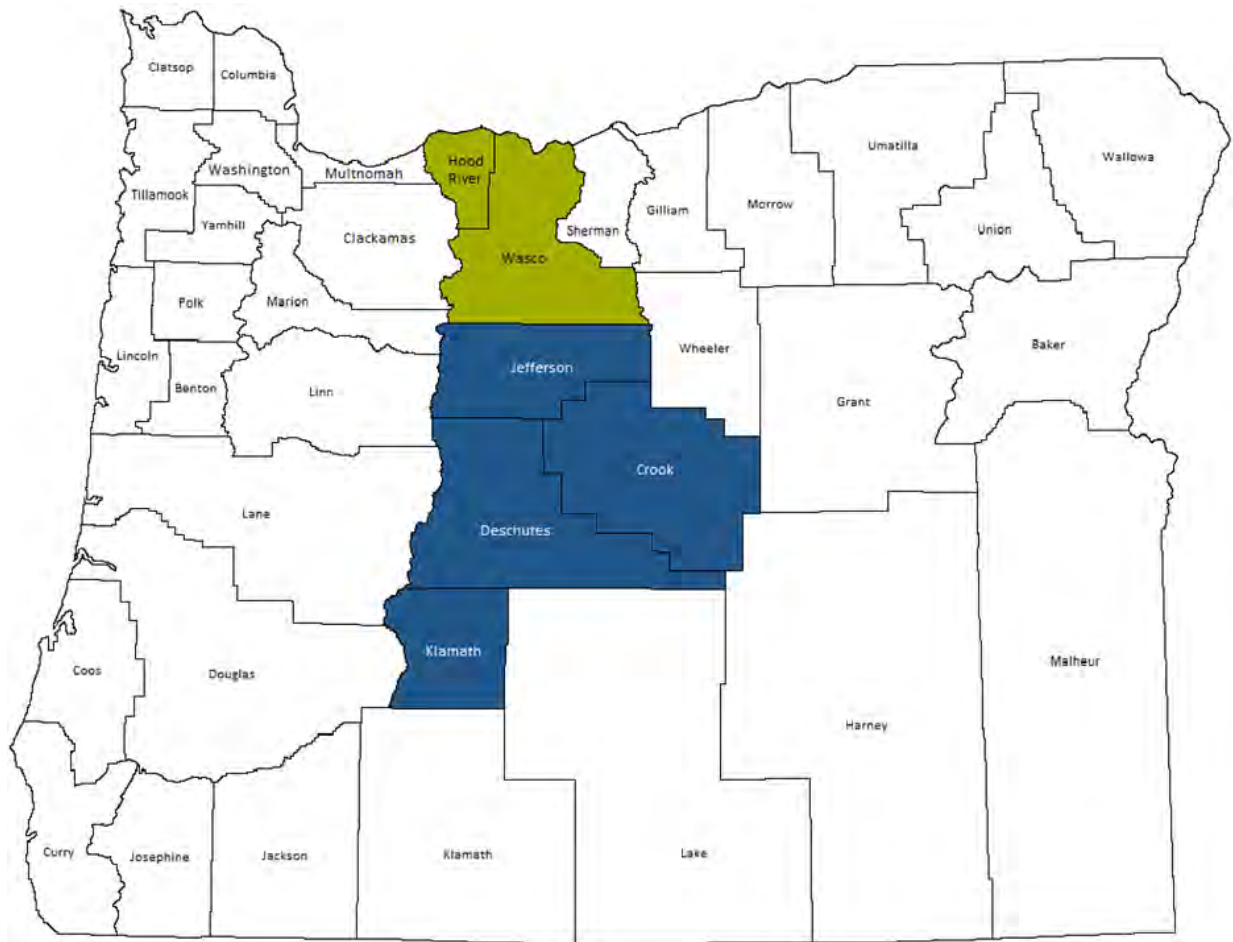 Clatsop
Columbia
Washington
Multnomah
Hood
River
Tillamook
Yamhill
Clackamas
Wasco
Sherman
Gilliam
Morrow
Umatilla
Union
Wallowa
Polk
Marion
Lincoln
Benton
Linn
Jefferson
Wheeler
Grant
Baker
Crook
Lane
Deschutes
Klamath
Coos
Douglas
Malheur
Harney
Curry
Josephine
Jackson
Klamath
Lake